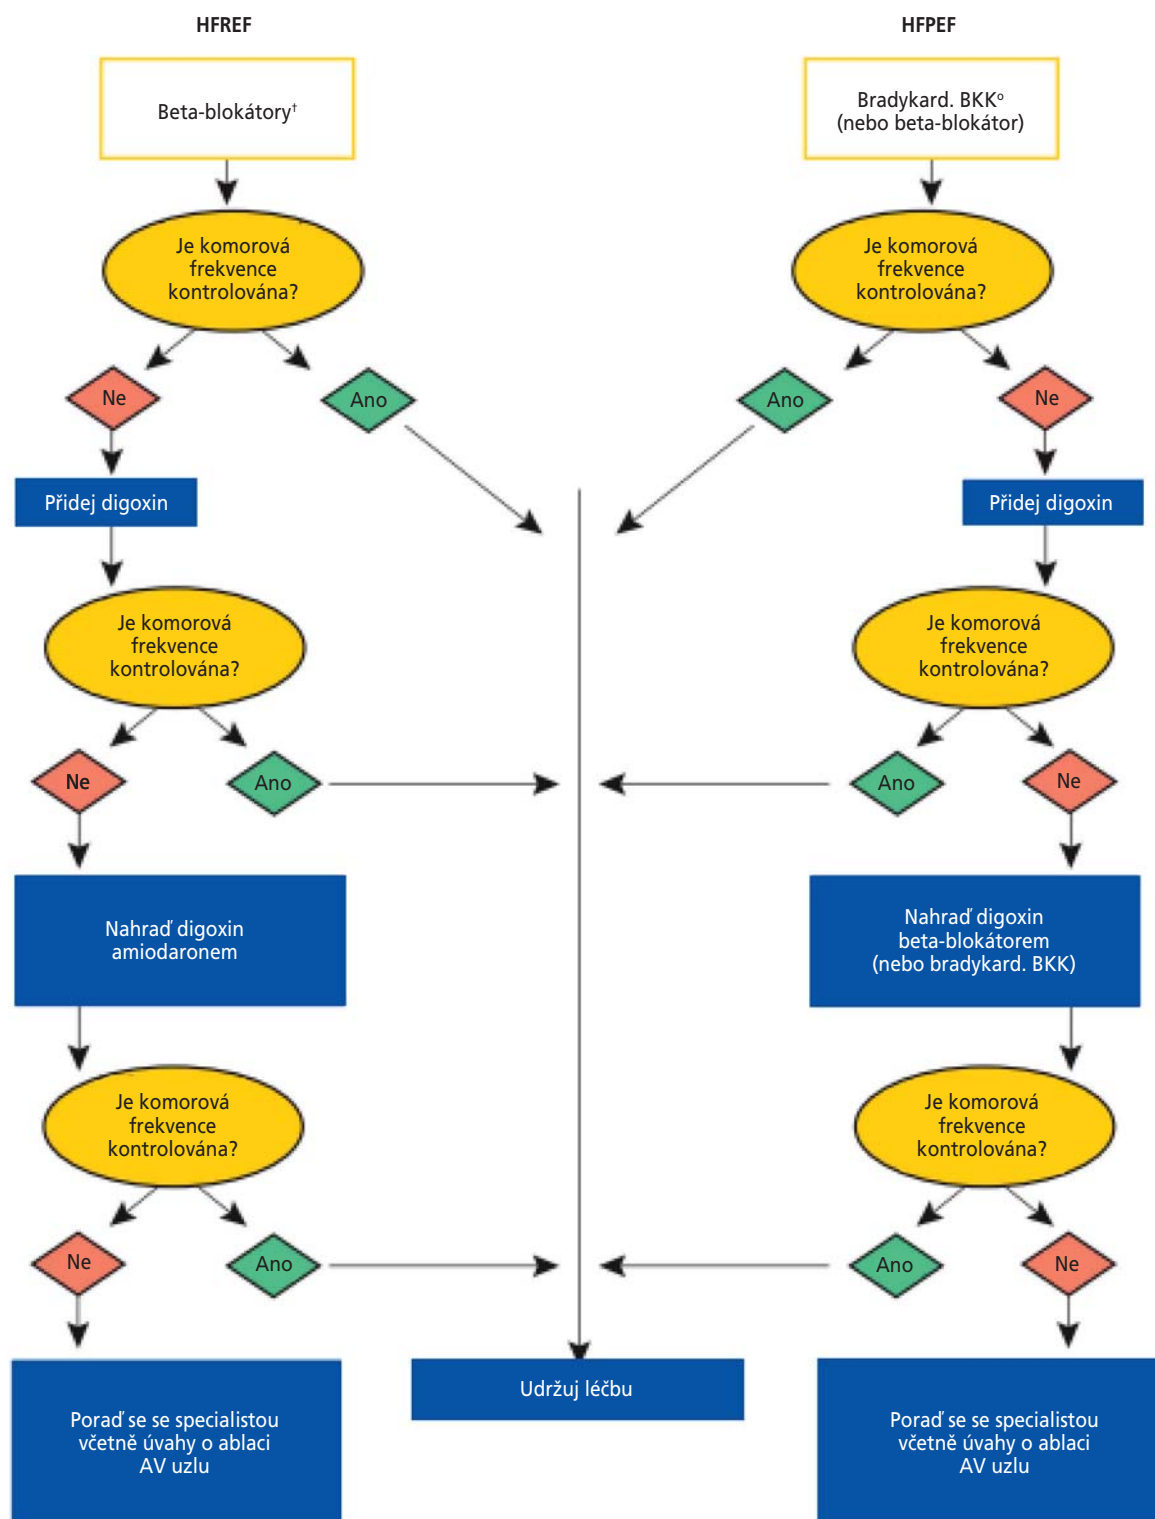 HFREF
HFPEF
Beta-blokátory†
Bradykard. BKKo
(nebo beta-blokátor)
Je komorová
frekvence
kontrolována?
Je komorová
frekvence
kontrolována?
Ne
Ano
Ano
Ne
Přidej digoxin
Přidej digoxin
Je komorová
frekvence
kontrolována?
Je komorová
frekvence
kontrolována?
Ne
Ano
Ano
Ne
Nahraď digoxin
amiodaronem
Nahraď digoxin
beta-blokátorem
(nebo bradykard. BKK)
Je komorová
frekvence
kontrolována?
Je komorová
frekvence
kontrolována?
Ne
Ano
Ano
Ne
Poraď se se specialistou
včetně úvahy o ablaci
AV uzlu
Udržuj léčbu
Poraď se se specialistou
včetně úvahy o ablaci
AV uzlu